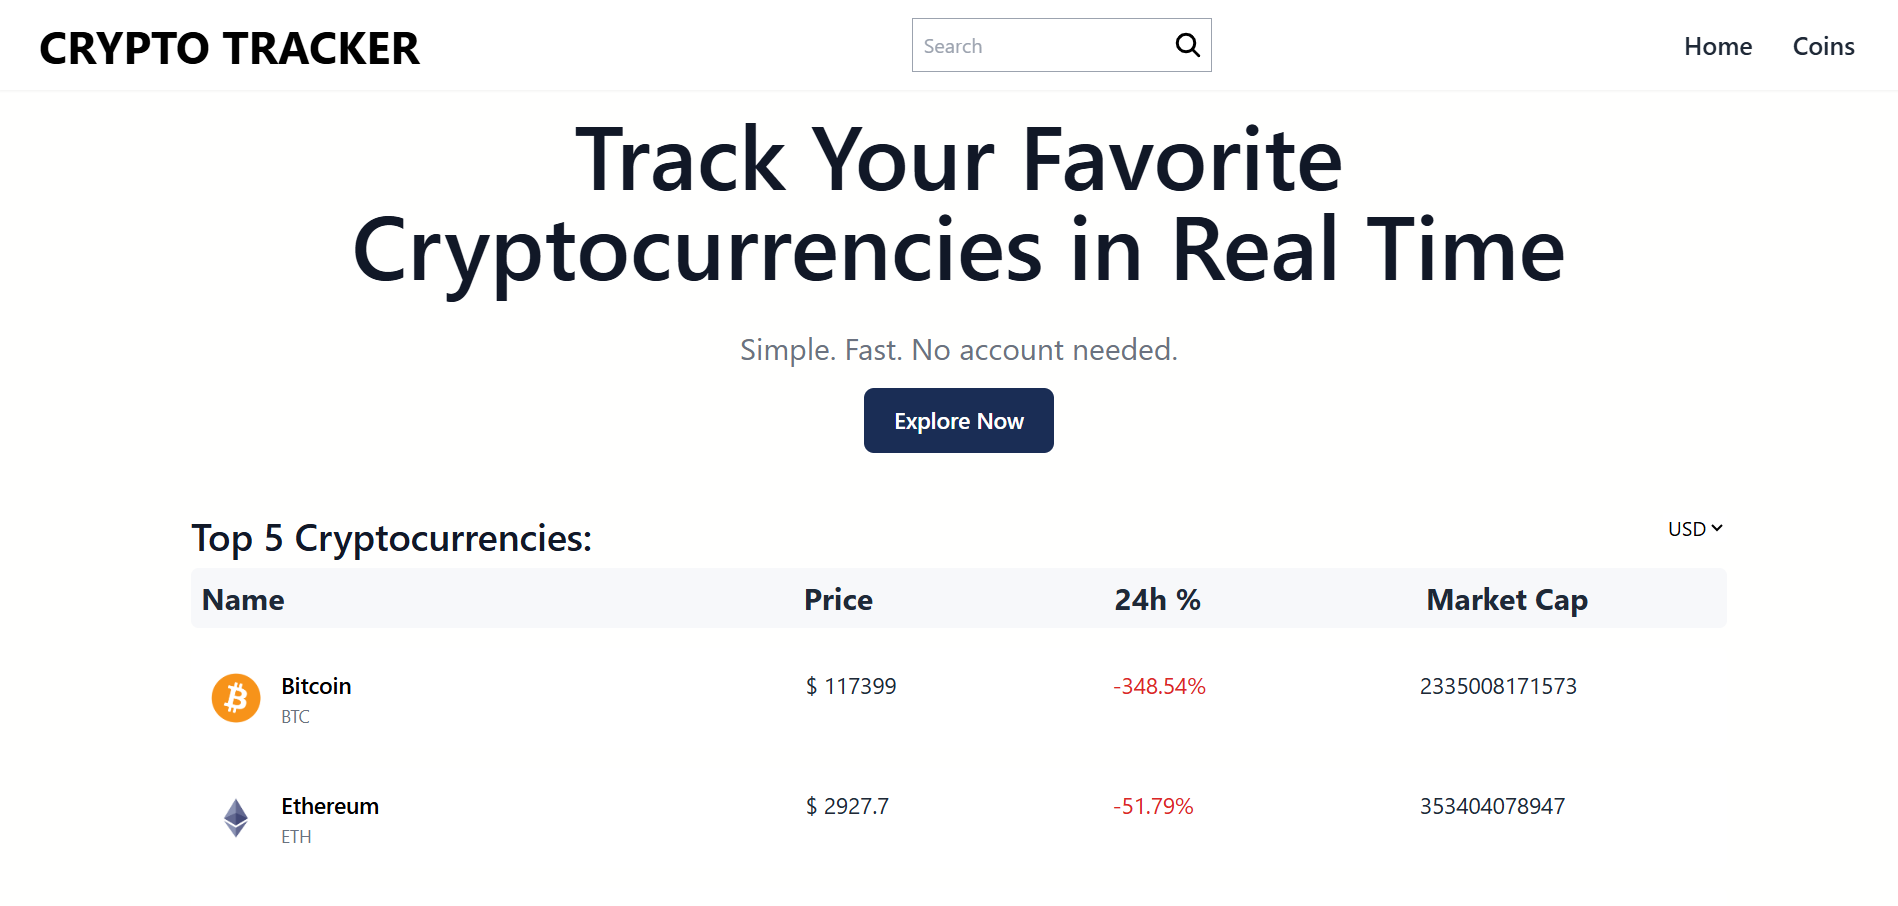 CRYPTO TRACKER
Search
Home
Coins
Track Your Favorite
Cryptocurrencies in Real Time
Simple. Fast. No account needed.
Explore Now
Top 5 Cryptocurrencies:
USD
Name Price 24h % Market Cap
Bitcoin $ 117399 -348.54% 2335008171573
BTC
Ethereum $ 2927.7 -51.79% 353404078947
ETH